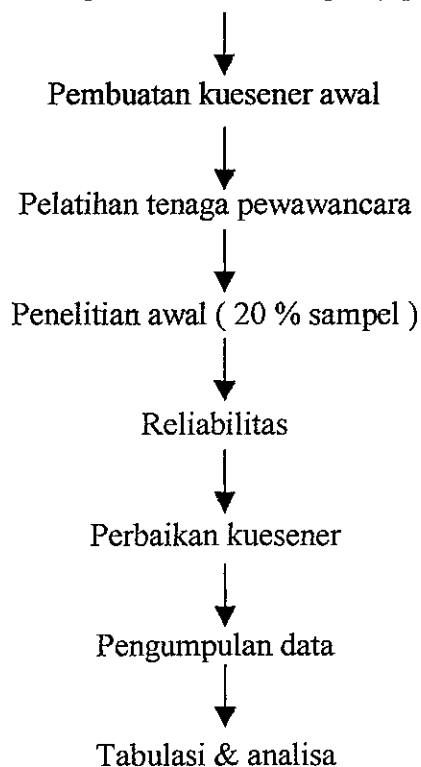 Pembuatan kuesener awal
Pelatihan tenaga pewawancara
Penelitian awal ( 20 % sampel )
Reliabilitas
Perbaikan kuesener
Pengumpulan data
Tabulasi & analisa